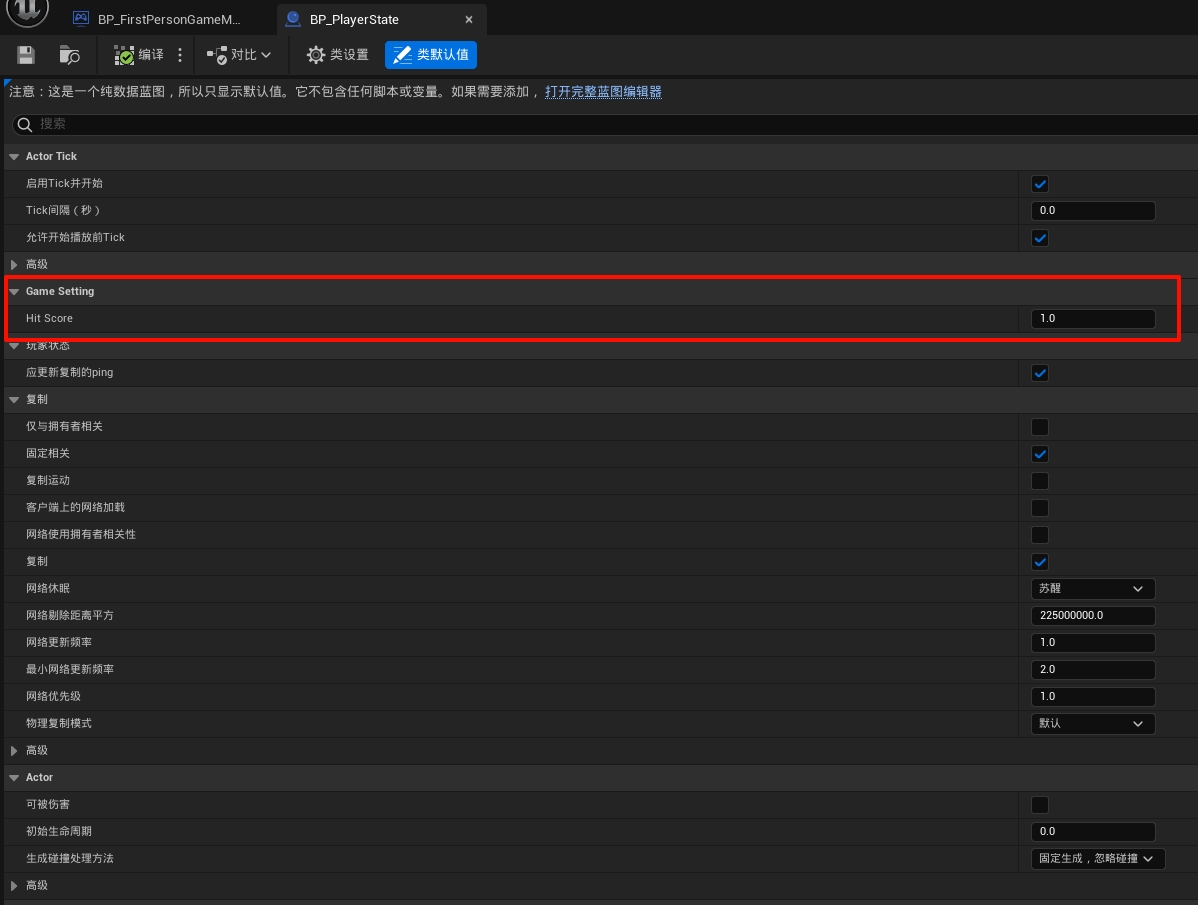 BP_FirstPersonGameM...
BP_PlayerState
编译
对比
类设置
类默认值
注意：这是一个纯数据蓝图，所以只显示默认值。它不包含任何脚本或变量。如果需要添加， 打开完整蓝图编辑器
搜索
Actor Tick
启用Tick并开始
Tick间隔（秒） 0.0
允许开始播放前Tick
高级
Game Setting
Hit Score 1.0
玩家状态
应更新复制的ping
复制
仅与拥有者相关
固定相关
复制运动
客户端上的网络加载
网络使用拥有者相关性
复制
网络休眠 苏醒
网络剔除距离平方 225000000.0
网络更新频率 1.0
最小网络更新频率 2.0
网络优先级 1.0
物理复制模式 默认
高级
Actor
可被伤害
初始生命周期 0.0
生成碰撞处理方法 固定生成，忽略碰撞
高级